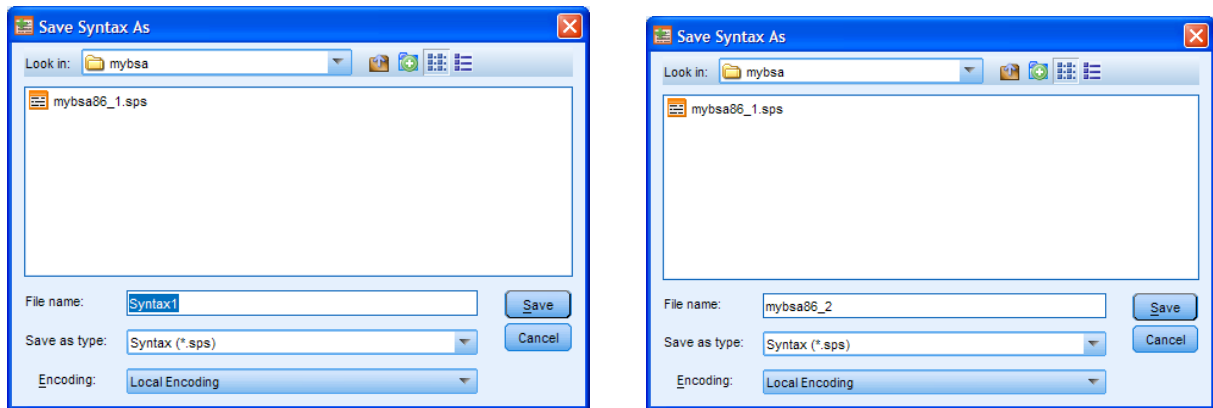 Save Syntax As
Look in: mybsa
mybsa86_1.sps
File name: Syntax1 Save
Save as type: Syntax (*.sps) Cancel
Encoding: Local Encoding
Save Syntax As
Look in: mybsa
mybsa86_1.sps
File name: mybsa86_2 Save
Save as type: Syntax (*.sps) Cancel
Encoding: Local Encoding